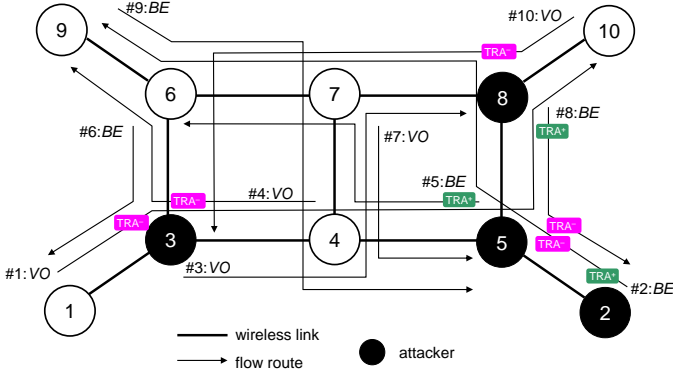 #9:BE
#10:VO
9
10
TRA⁻
6
7
8
#6:BE
#7:VO
#8:BE
TRA⁺
#5:BE
TRA⁻
#4:VO
TRA⁺
TRA⁻
TRA⁻
3
4
5
TRA⁻
#1:VO
#3:VO
TRA⁺
#2:BE
1
2
wireless link
flow route
attacker